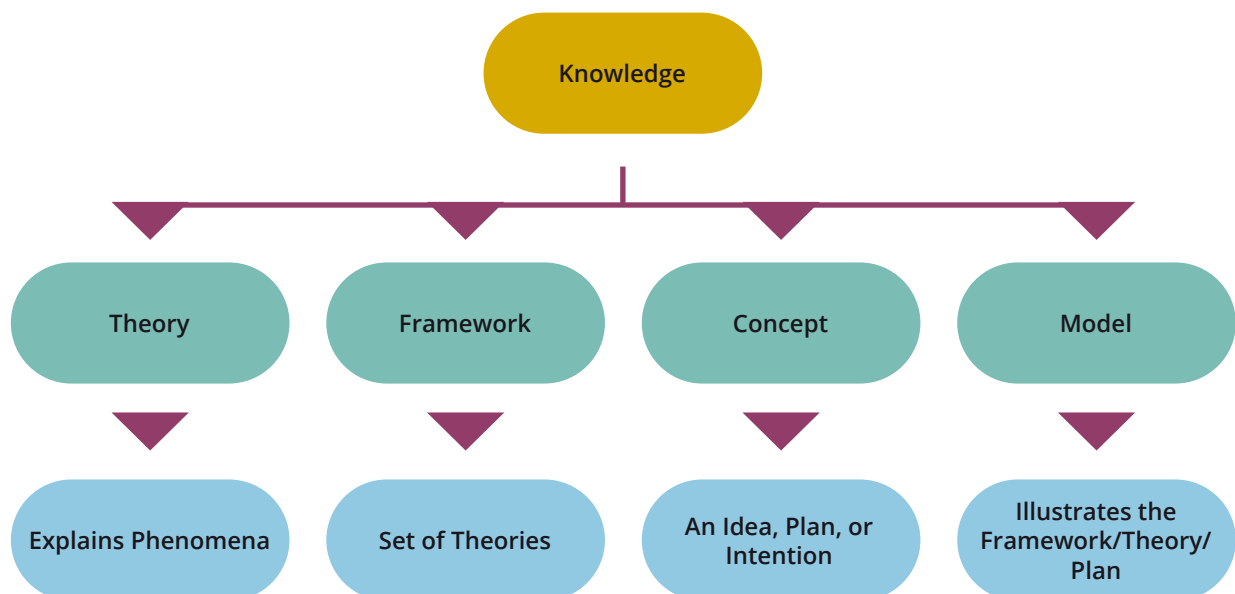 Knowledge
Theory
Framework
Concept
Model
Explains Phenomena
Set of Theories
An Idea, Plan, or
Intention
Illustrates the
Framework/Theory/
Plan